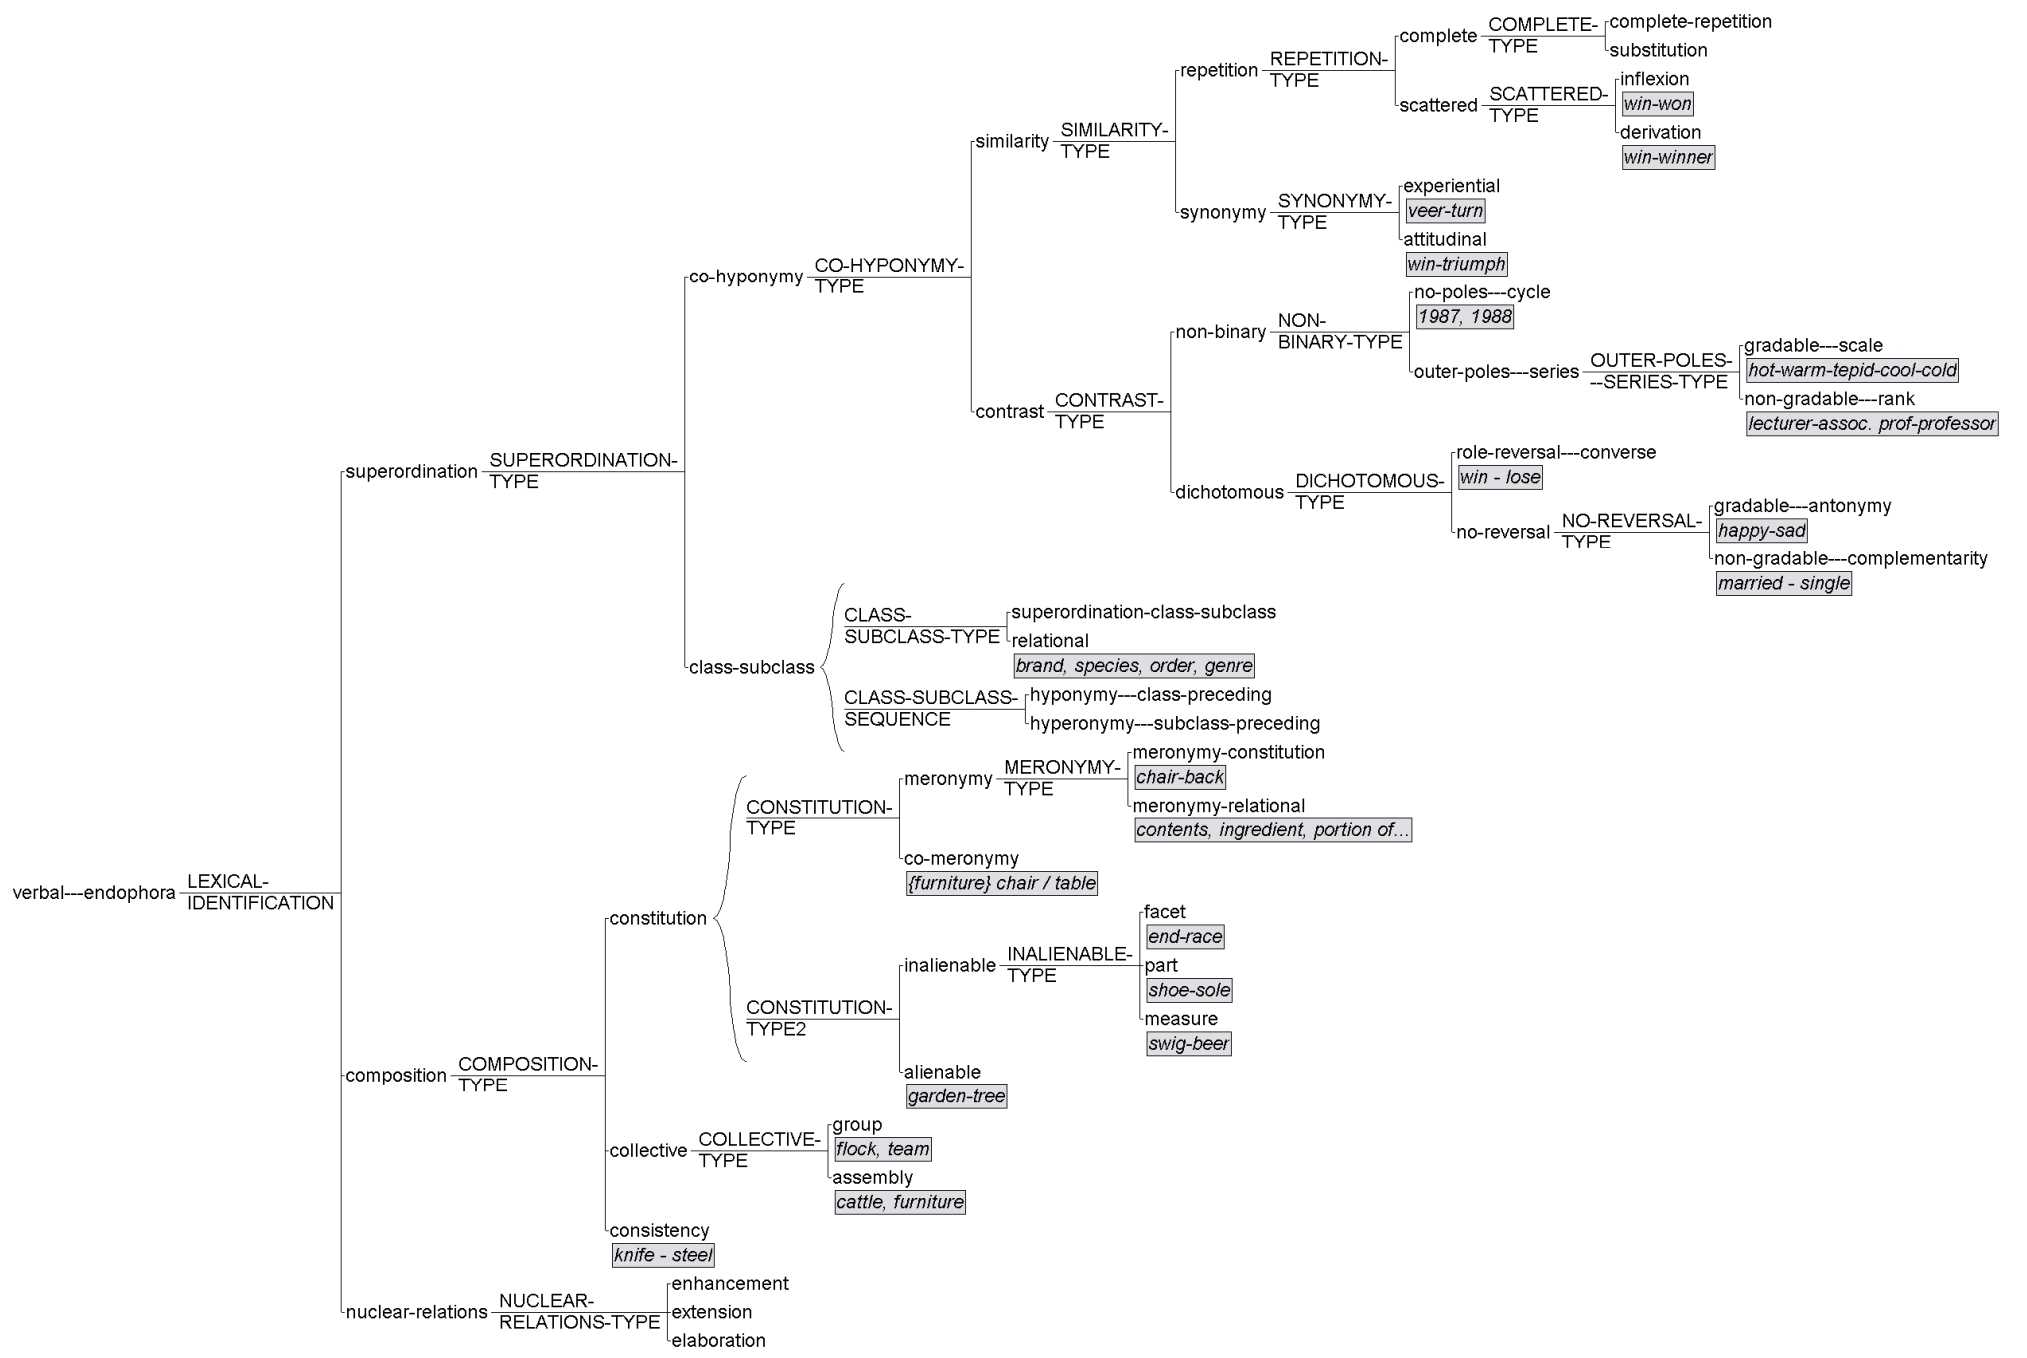 complete-repetition
COMPLETE-
complete
TYPE
substitution
REPETITION-
repetition
TYPE
inflexion
SCATTERED-
win-won
scattered
TYPE
derivation
win-winner
SIMILARITY-
similarity
TYPE
experiential
SYNONYMY-
veer-turn
synonymy
TYPE
attitudinal
win-triumph
CO-HYPONYMY-
co-hyponymy
TYPE
no-poles---cycle
NON-
1987, 1988
non-binary
BINARY-TYPE
gradable---scale
OUTER-POLES-
hot-warm-tepid-cool-cold
outer-poles---series
--SERIES-TYPE
non-gradable---rank
lecturer-assoc. prof-professor
CONTRAST-
contrast
TYPE
role-reversal---converse
DICHOTOMOUS-
win - lose
dichotomous
TYPE
gradable---antonymy
NO-REVERSAL-
happy-sad
no-reversal
TYPE
non-gradable---complementarity
married - single
SUPERORDINATION-
superordination
TYPE
superordination-class-subclass
CLASS-
SUBCLASS-TYPE
relational
brand, species, order, genre
class-subclass
CLASS-SUBCLASS-
hyponymy---class-preceding
SEQUENCE
hyperonymy---subclass-preceding
meronymy-constitution
MERONYMY-
chair-back
meronymy
TYPE
meronymy-relational
contents, ingredient, portion of...
CONSTITUTION-
TYPE
co-meronymy
{furniture} chair / table
LEXICAL-
verbal---endophora
IDENTIFICATION
constitution
facet
end-race
INALIENABLE-
inalienable
part
TYPE
shoe-sole
CONSTITUTION-
TYPE2
measure
swig-beer
COMPOSITION-
composition
TYPE
alienable
garden-tree
group
COLLECTIVE-
flock, team
collective
TYPE
assembly
cattle, furniture
consistency
knife - steel
enhancement
NUCLEAR-
nuclear-relations
extension
RELATIONS-TYPE
elaboration